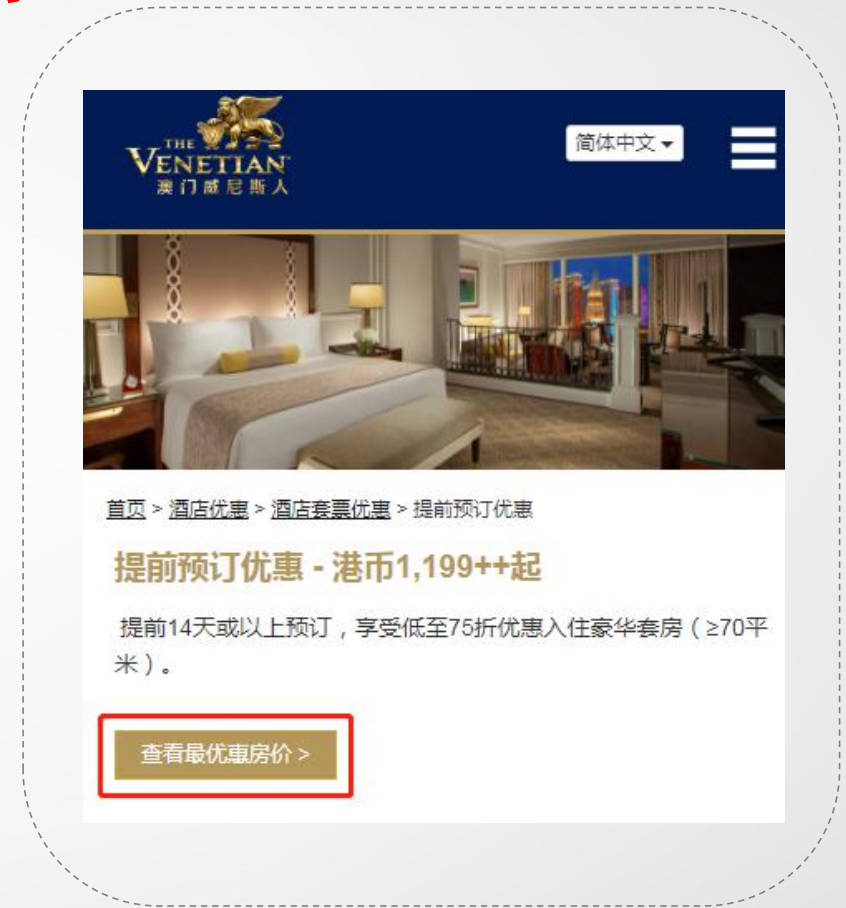 THE
VENETIAN
澳门威尼斯人
简体中文
首页 > 酒店优惠 > 酒店套票优惠 > 提前预订优惠
提前预订优惠 - 港币1,199++起
提前14天或以上预订，享受低至75折优惠入住豪华套房（≥70平
米）。
查看最优惠房价 >